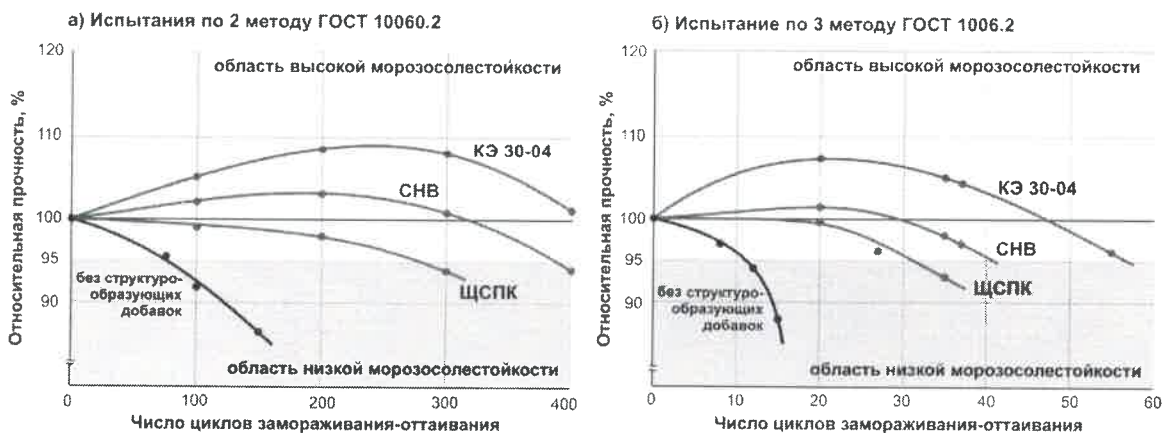 а) Испытания по 2 методу ГОСТ 10060.2
Относительная прочность, %
120
110
100
95
90
область высокой морозосолестойкости
КЭ 30-04
СНВ
ЩСПК
без структуро-
образующих
добавок
область низкой морозосолестойкости
0
100
200
300
400
Число циклов замораживания-оттаивания
б) Испытание по 3 методу ГОСТ 1006.2
Относительная прочность, %
120
110
100
95
90
область высокой морозосолестойкости
КЭ 30-04
СНВ
ЩСПК
без структуро-
образующих
добавок
область низкой морозосолестойкости
0
10
20
30
40
50
60
Число циклов замораживания-оттаивания